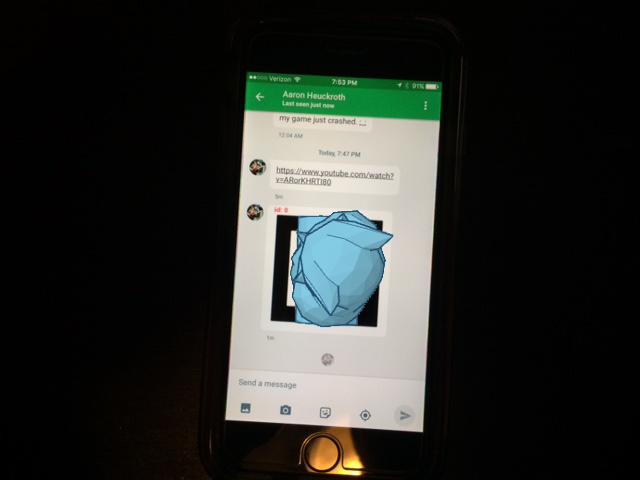 Verizon 7:53 PM 91%
Aaron Heuckroth
Last seen just now
my game just crashed. ;_;
12:04 AM
Today, 7:47 PM
https://www.youtube.com/watch?
v=ARorKHRTI80
5m
id: 0
1m
Send a message